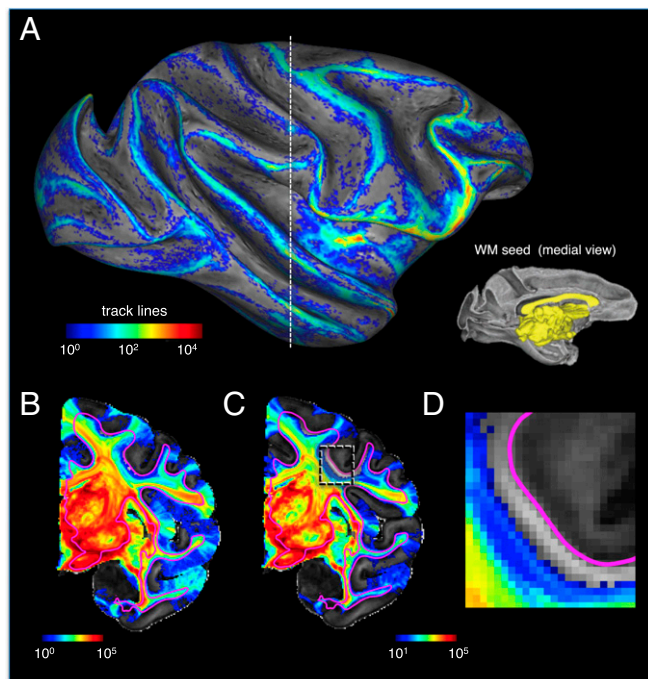 A
WM seed (medial view)
track lines
10⁰ 10² 10⁴
B
C
D
10⁰ 10⁵
10¹ 10⁵